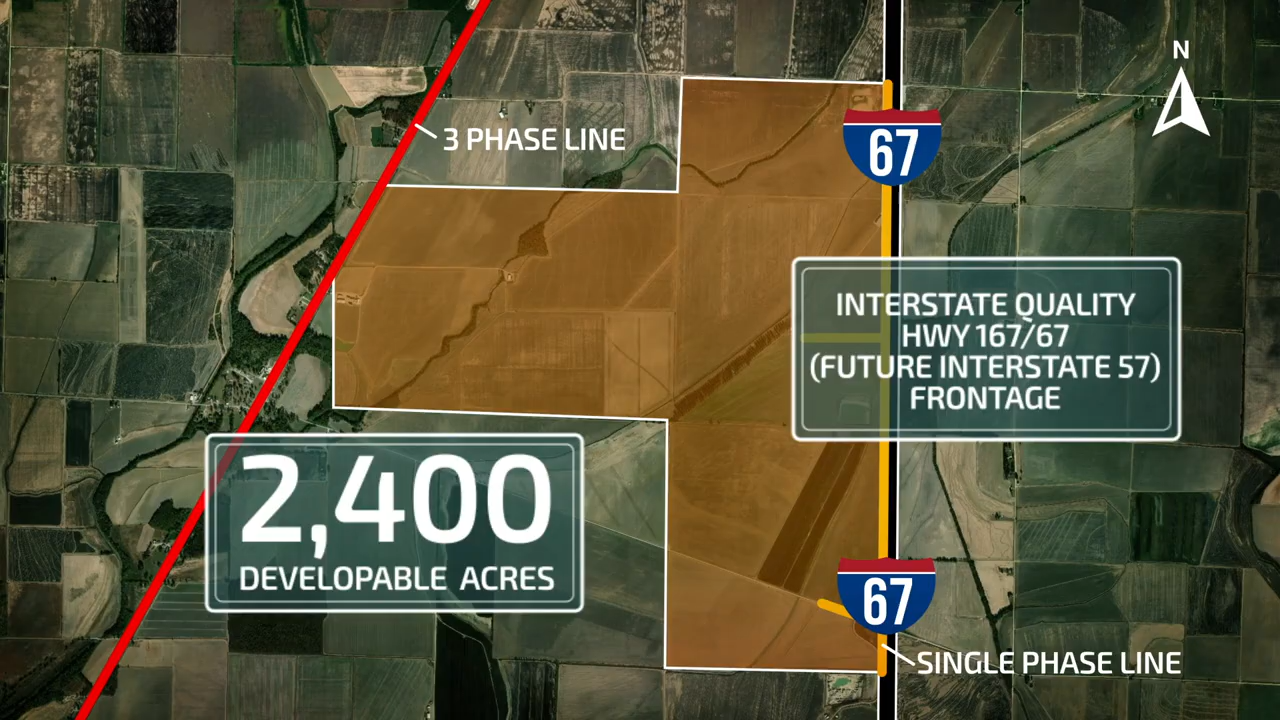 N
3 PHASE LINE
67
INTERSTATE QUALITY
HWY 167/67
(FUTURE INTERSTATE 57)
FRONTAGE
2,400
DEVELOPABLE ACRES
67
SINGLE PHASE LINE